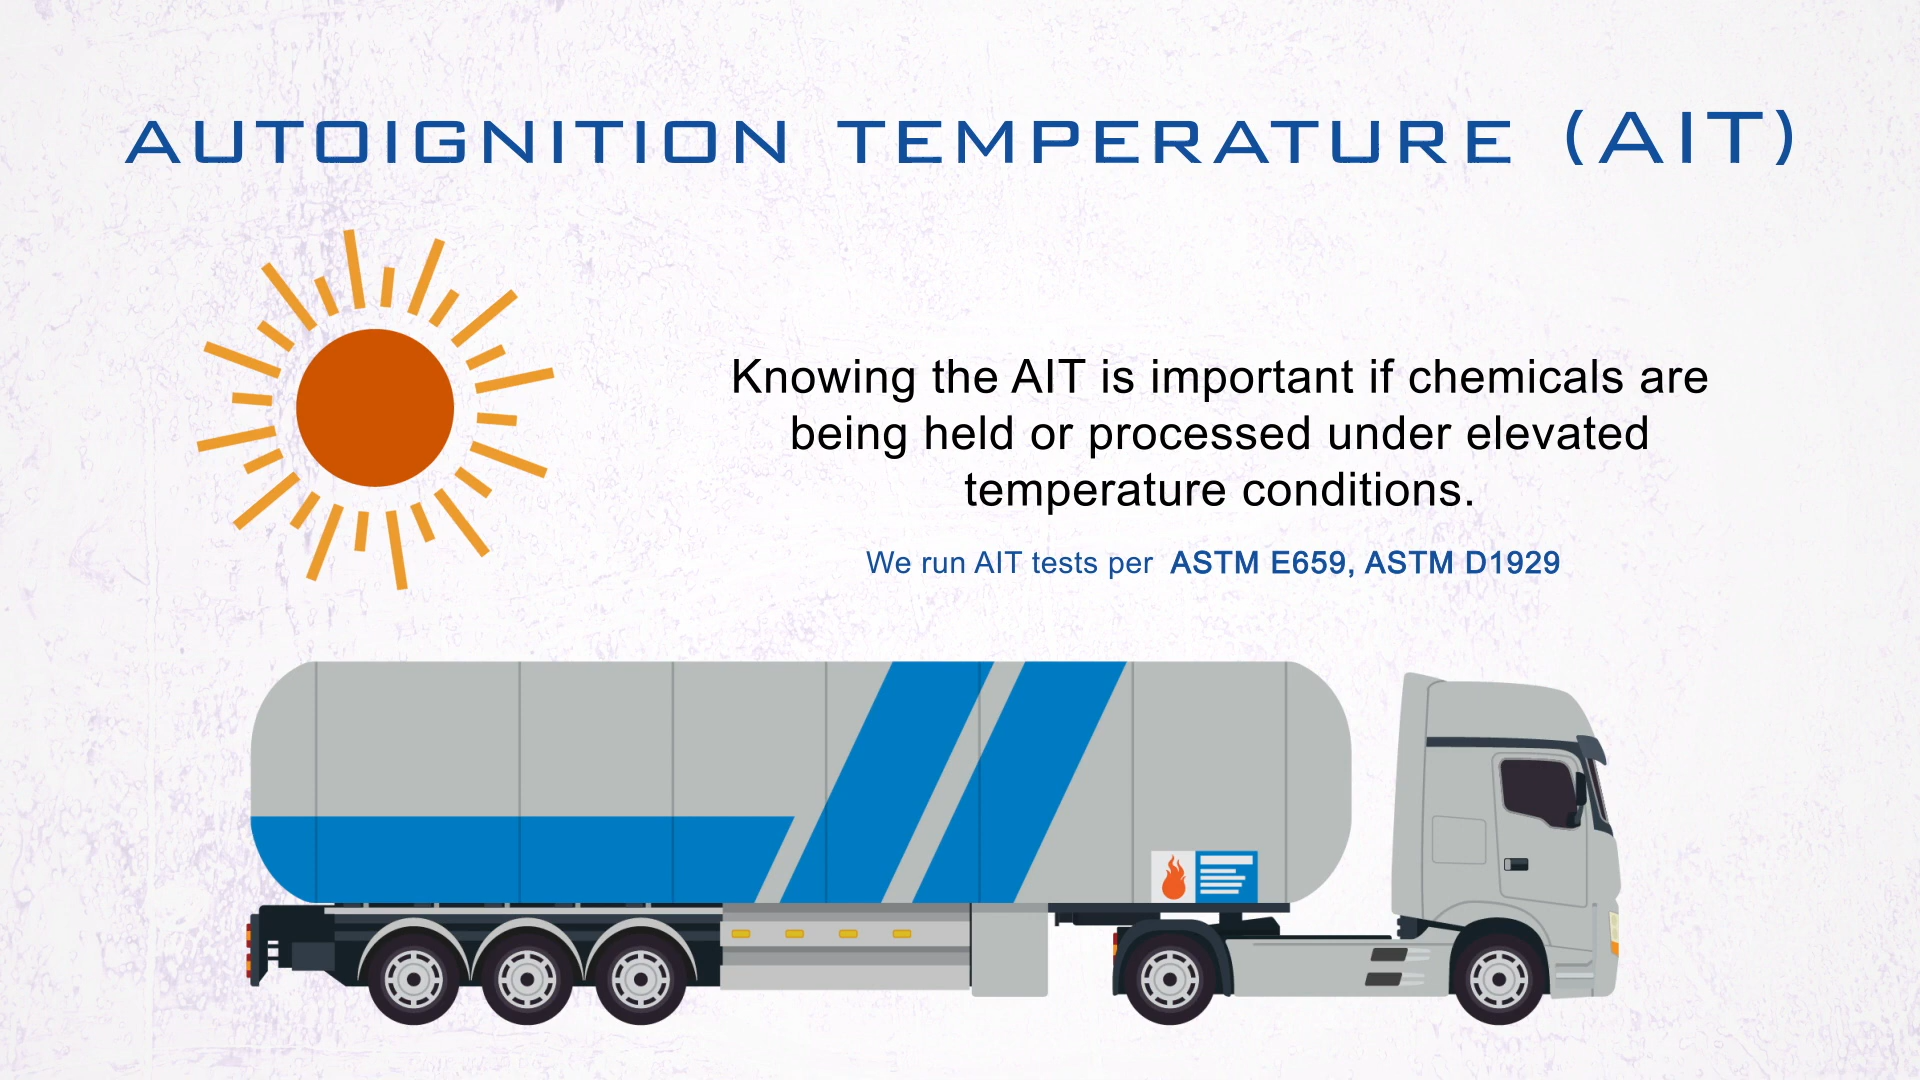 AUTOIGNITION TEMPERATURE (AIT)
Knowing the AIT is important if chemicals are
being held or processed under elevated
temperature conditions.
We run AIT tests per ASTM E659, ASTM D1929